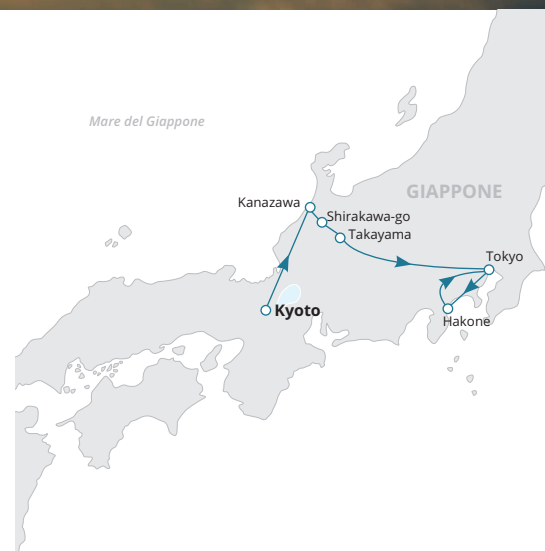 Mare del Giappone
Kanazawa
GIAPPONE
Shirakawa-go
Takayama
Tokyo
Kyoto
Hakone